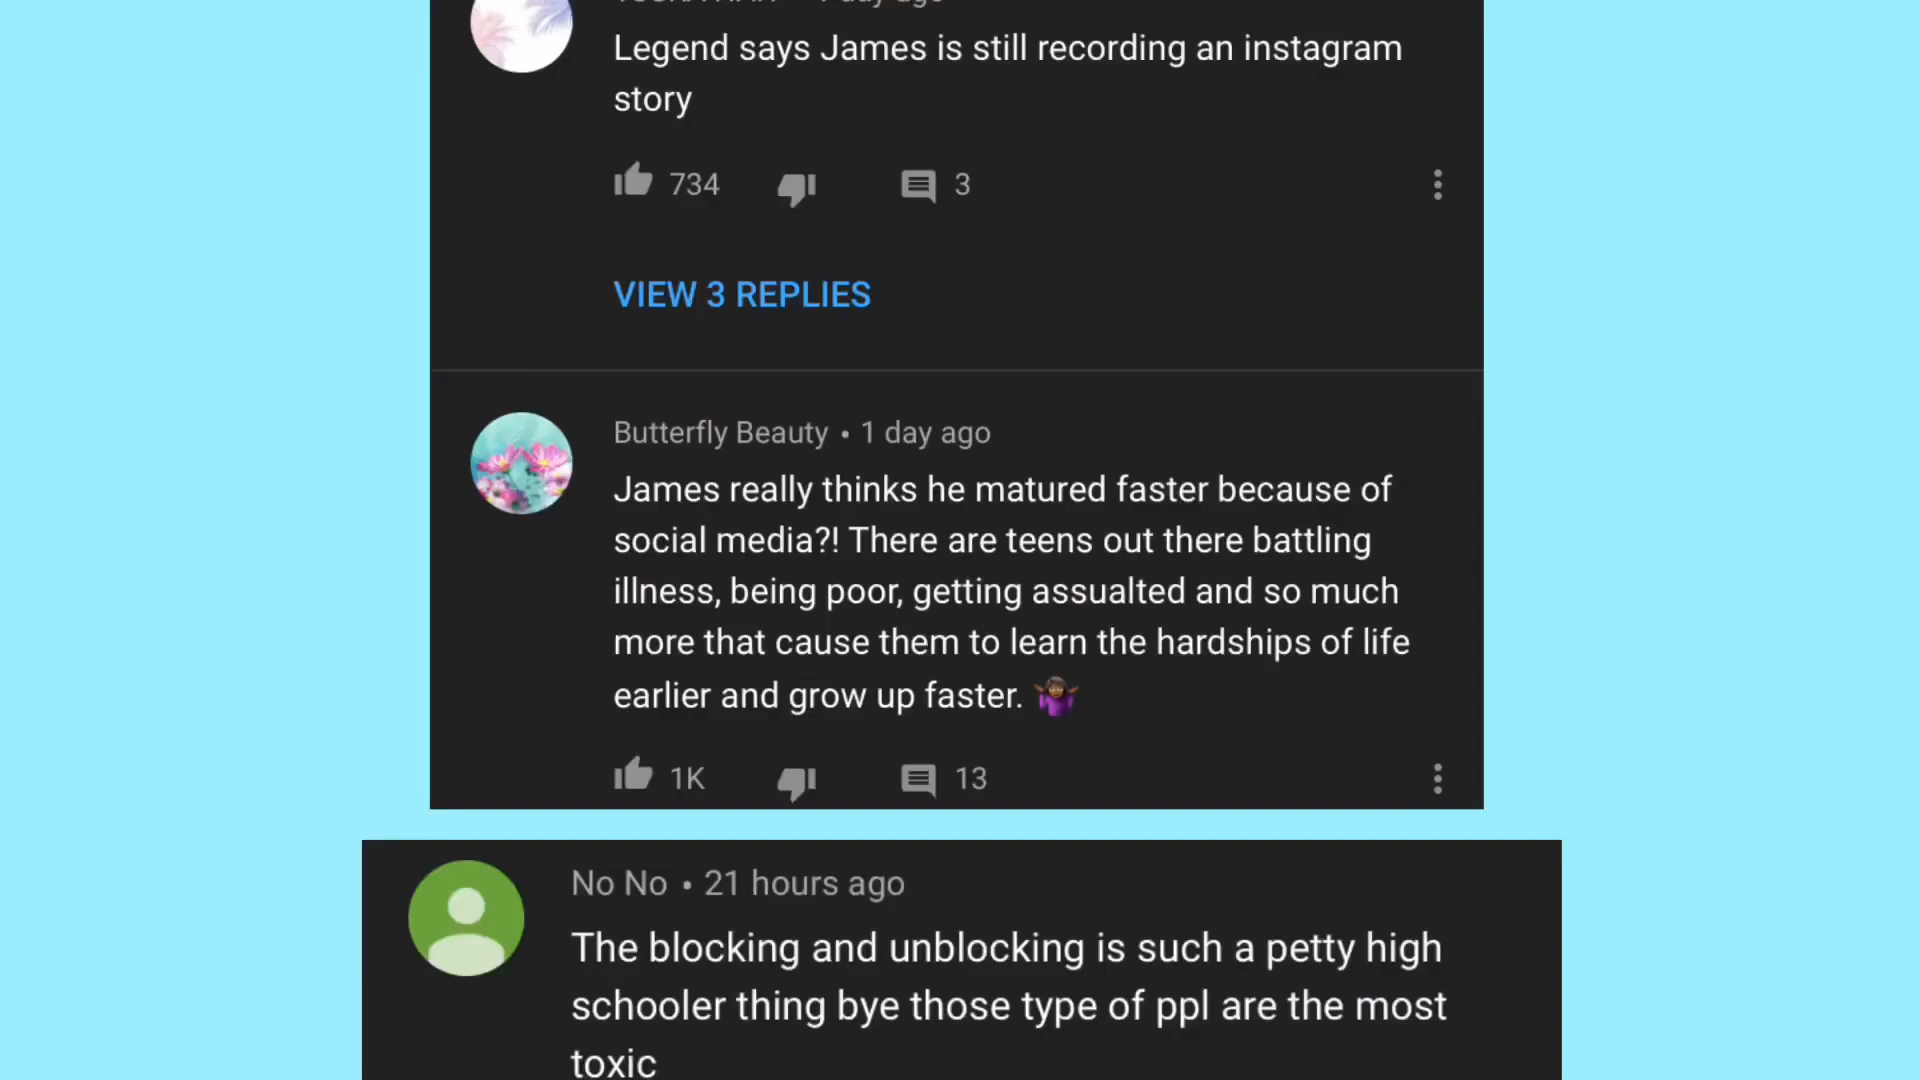 Legend says James is still recording an instagram
story
734 3
VIEW 3 REPLIES
Butterfly Beauty • 1 day ago
James really thinks he matured faster because of
social media?! There are teens out there battling
illness, being poor, getting assualted and so much
more that cause them to learn the hardships of life
earlier and grow up faster. 🤷🏾‍♀️
1K 13
No No • 21 hours ago
The blocking and unblocking is such a petty high
schooler thing bye those type of ppl are the most
toxic